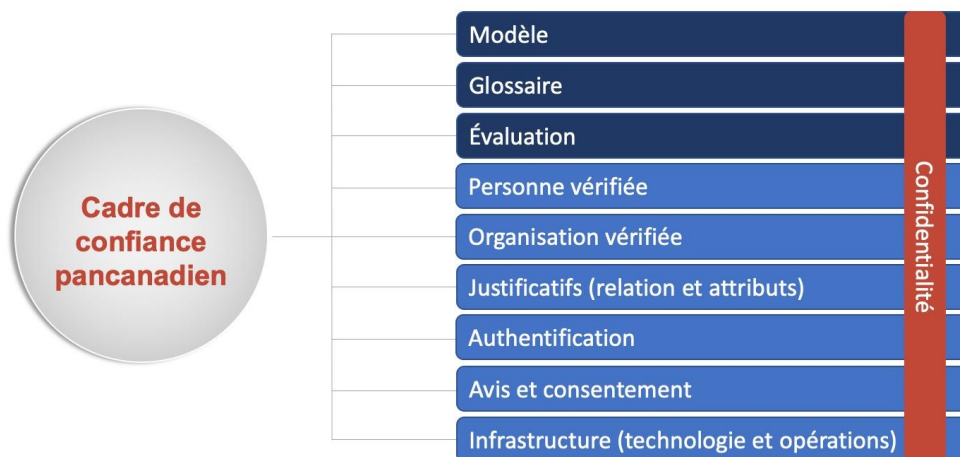 Cadre de
confiance
pancanadien
Modèle
Glossaire
Évaluation
Personne vérifiée
Organisation vérifiée
Justificatifs (relation et attributs)
Authentification
Avis et consentement
Infrastructure (technologie et opérations)
Confidentialité